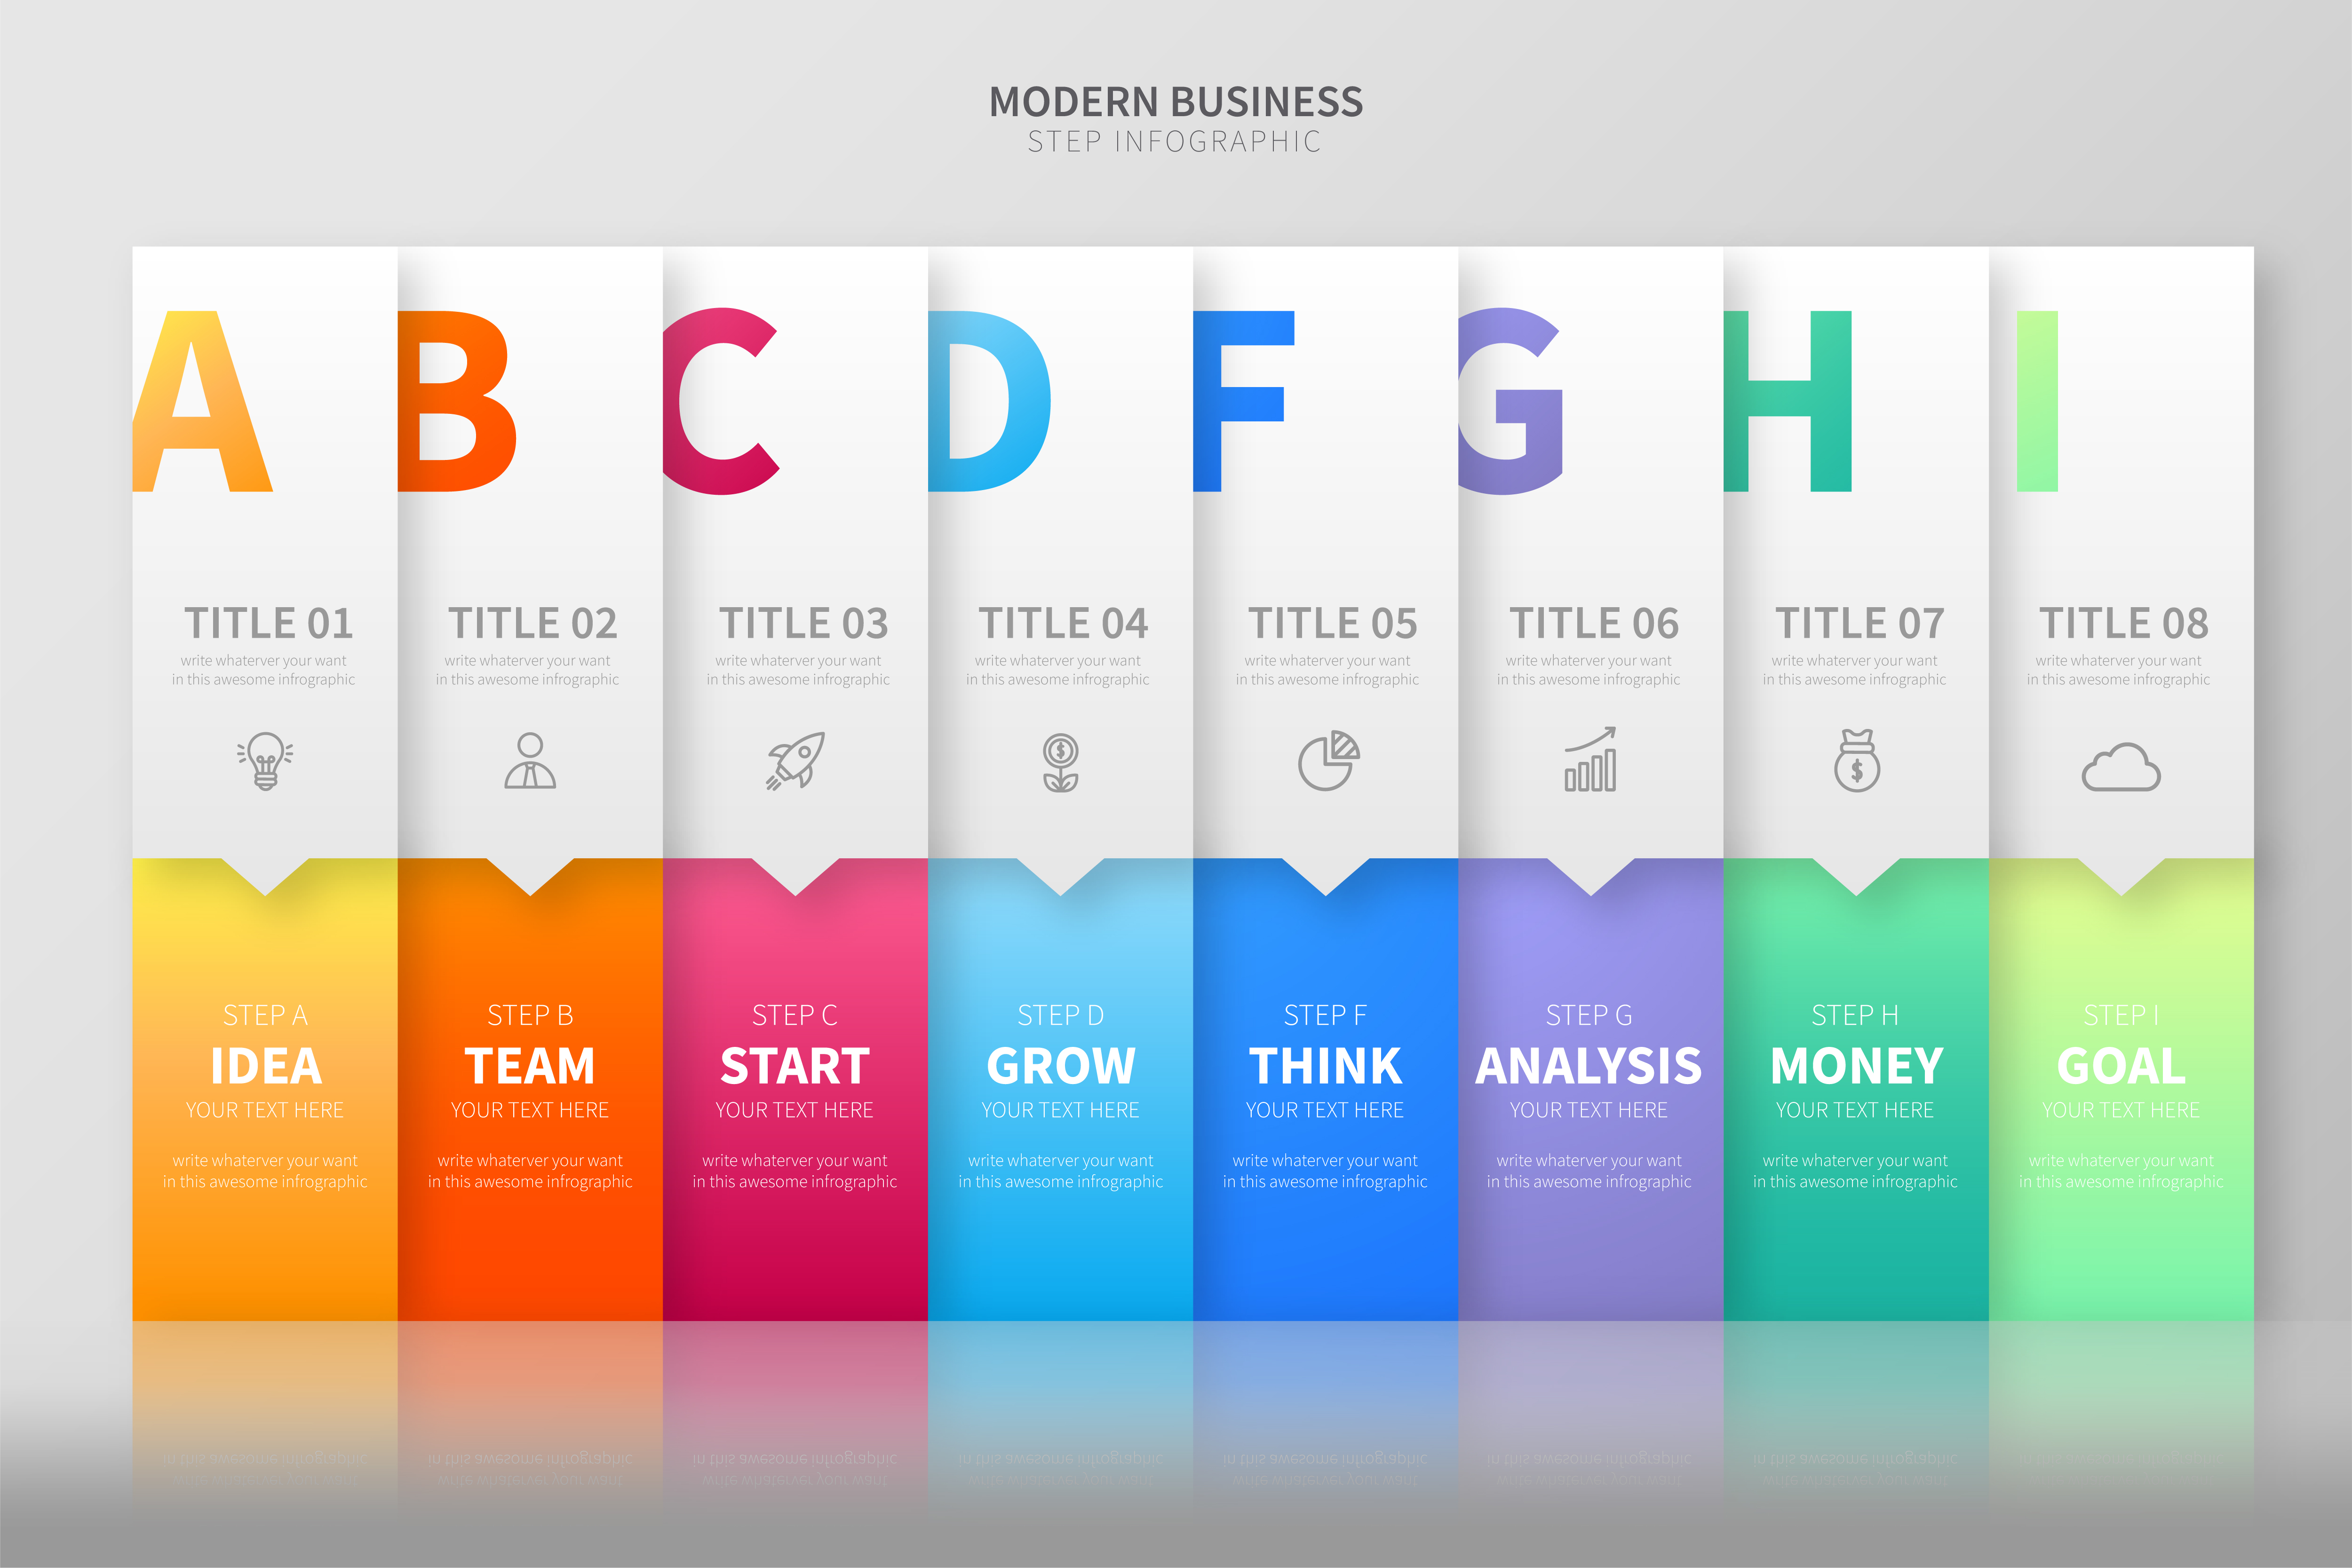 MODERN BUSINESS
STEP INFOGRAPHIC
A
TITLE 01
write whaterver your want
in this awesome infrographic
STEP A
IDEA
YOUR TEXT HERE
write whaterver your want
in this awesome infrographic
B
TITLE 02
write whaterver your want
in this awesome infrographic
STEP B
TEAM
YOUR TEXT HERE
write whaterver your want
in this awesome infrographic
C
TITLE 03
write whaterver your want
in this awesome infrographic
STEP C
START
YOUR TEXT HERE
write whaterver your want
in this awesome infrographic
D
TITLE 04
write whaterver your want
in this awesome infrographic
STEP D
GROW
YOUR TEXT HERE
write whaterver your want
in this awesome infrographic
F
TITLE 05
write whaterver your want
in this awesome infrographic
STEP F
THINK
YOUR TEXT HERE
write whaterver your want
in this awesome infrographic
G
TITLE 06
write whaterver your want
in this awesome infrographic
STEP G
ANALYSIS
YOUR TEXT HERE
write whaterver your want
in this awesome infrographic
H
TITLE 07
write whaterver your want
in this awesome infrographic
$
STEP H
MONEY
YOUR TEXT HERE
write whaterver your want
in this awesome infrographic
I
TITLE 08
write whaterver your want
in this awesome infrographic
STEP I
GOAL
YOUR TEXT HERE
write whaterver your want
in this awesome infrographic